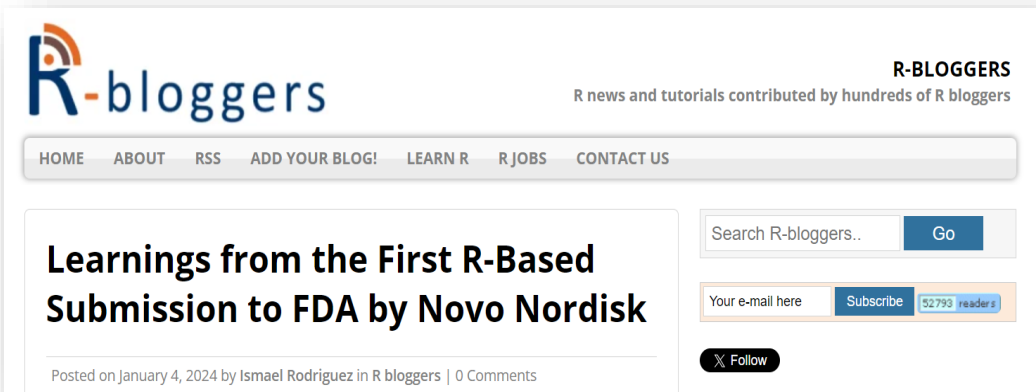 R-bloggers
R-BLOGGERS
R news and tutorials contributed by hundreds of R bloggers
HOME ABOUT RSS ADD YOUR BLOG! LEARN R R JOBS CONTACT US
Learnings from the First R-Based
Submission to FDA by Novo Nordisk
Posted on January 4, 2024 by Ismael Rodriguez in R bloggers | 0 Comments
Search R-bloggers.. Go
Your e-mail here Subscribe 52793 readers
X Follow